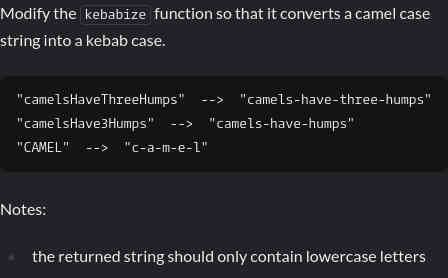 Modify the kebabize function so that it converts a camel case
string into a kebab case.
"camelsHaveThreeHumps"  -->  "camels-have-three-humps"
"camelsHave3Humps"  -->  "camels-have-humps"
"CAMEL"  -->  "c-a-m-e-l"
Notes:
the returned string should only contain lowercase letters